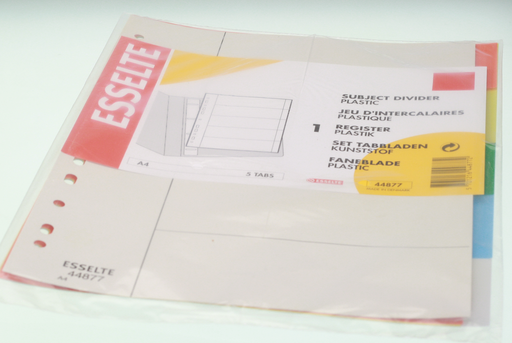 ESSELTE
SUBJECT DIVIDER
PLASTIC
JEU D'INTERCALAIRES
PLASTIQUE
1 REGISTER
PLASTIK
SET TABBLADEN
KUNSTSTOF
FANEBLADE
PLASTIC
A4
5 TABS
ESSELTE
44877
ESSELTE
44877
A4